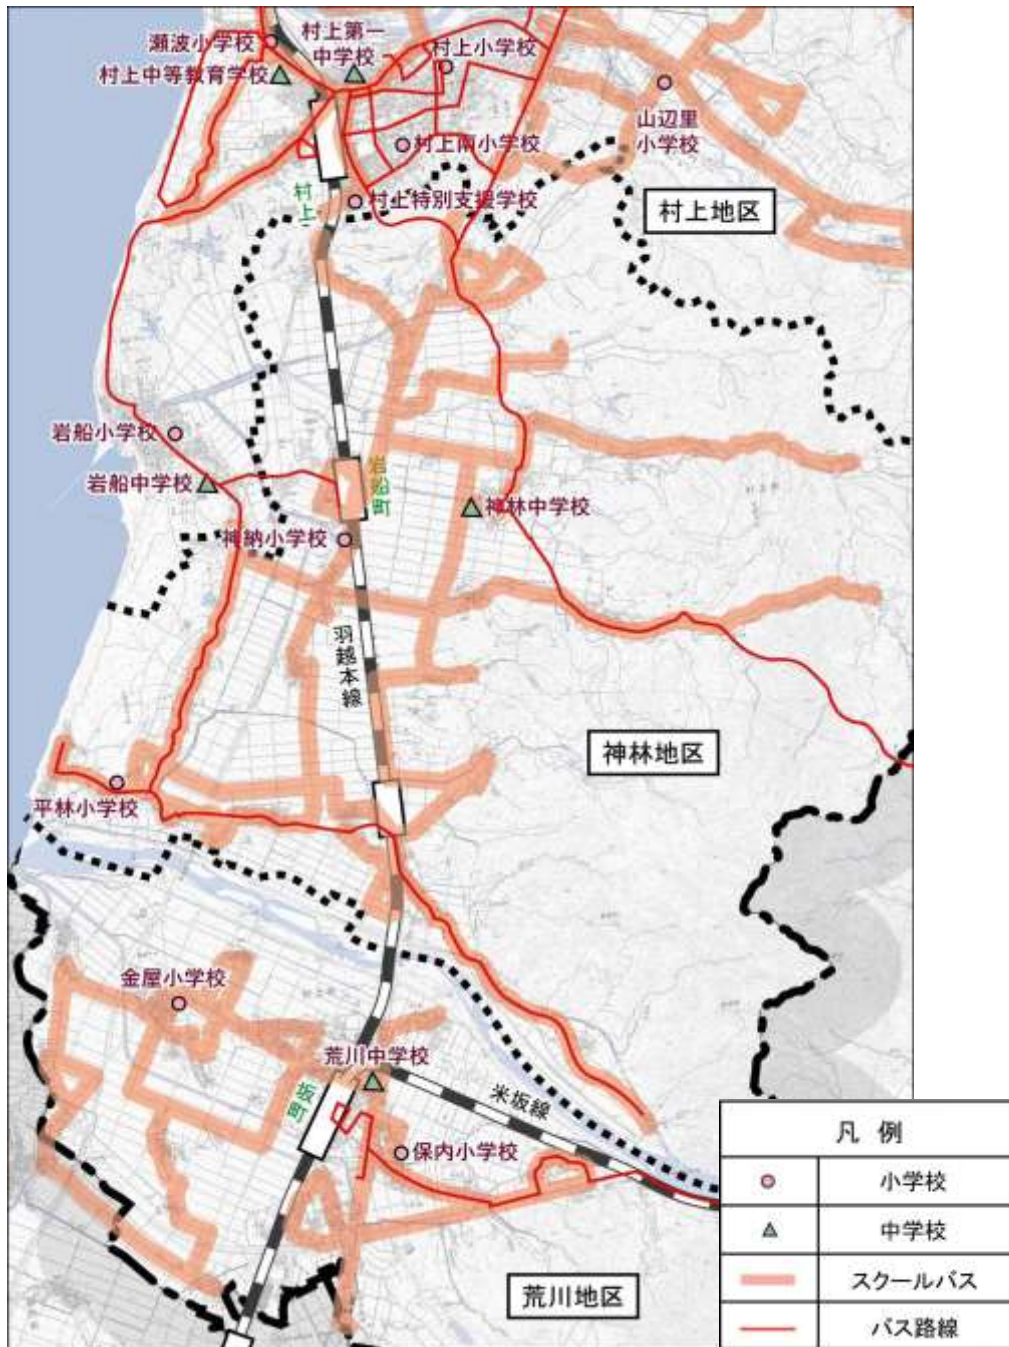 瀬波小学校
村上第一
中学校
村上小学校
村上中等教育学校
山辺里
小学校
村上南小学校
村上
村上特別支援学校
村上地区
岩船小学校
岩船町
岩船中学校
神林中学校
神納小学校
羽越本線
神林地区
平林小学校
金屋小学校
荒川中学校
坂町
米坂線
保内小学校
荒川地区
凡 例
小学校
中学校
スクールバス
バス路線